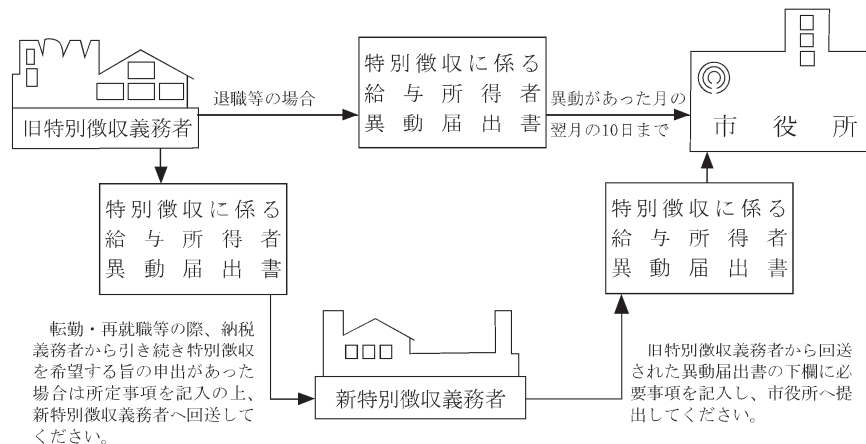 特別徴収に係る
給与所得者
異動届出書
退職等の場合
異動があった月の
翌月の10日まで
旧特別徴収義務者
市役所
特別徴収に係る
給与所得者
異動届出書
特別徴収に係る
給与所得者
異動届出書
転勤・再就職等の際、納税
義務者から引き続き特別徴収
を希望する旨の申出があった
場合は所定事項を記入の上、
新特別徴収義務者へ回送して
ください。
新特別徴収義務者
旧特別徴収義務者から回送
された異動届出書の下欄に必
要事項を記入し、市役所へ提
出してください。